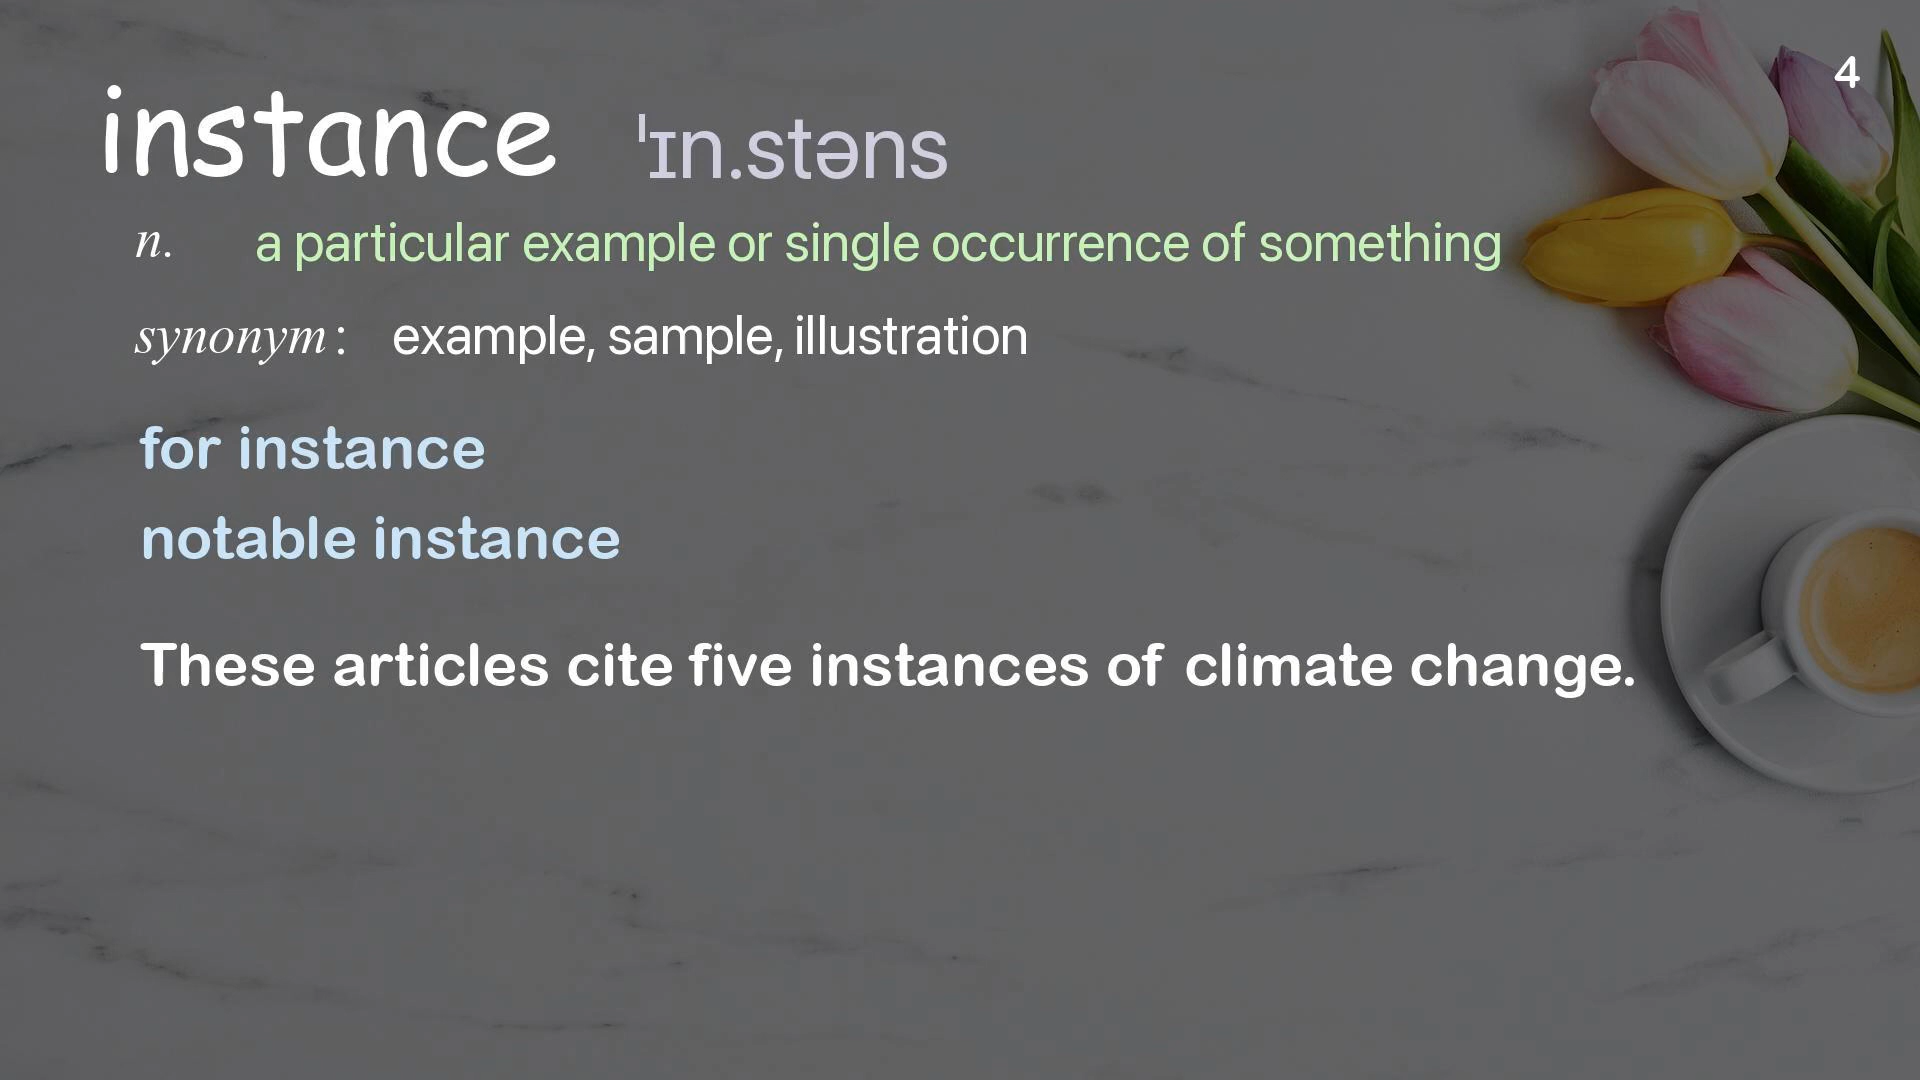 4
instance ˈɪn.stəns
n. a particular example or single occurrence of something
synonym: example, sample, illustration
for instance
notable instance
These articles cite five instances of climate change.